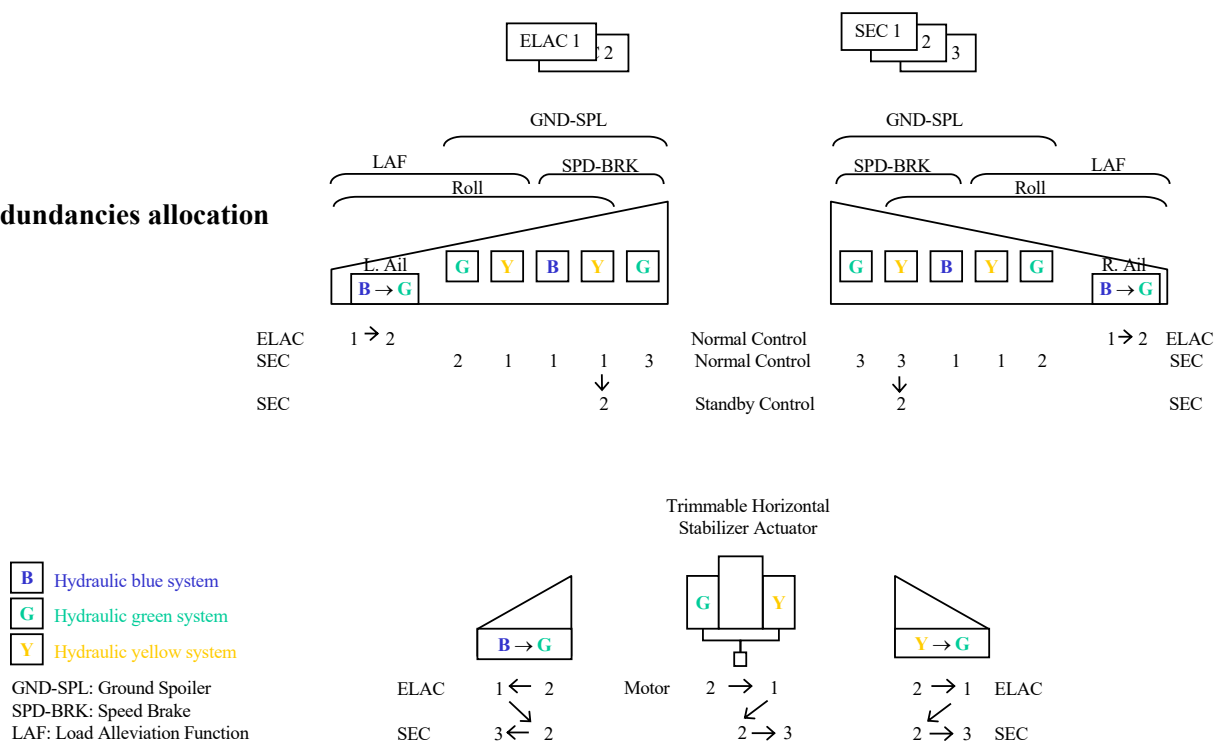 ELAC 1
2
SEC 1
2
3
GND-SPL
GND-SPL
LAF
SPD-BRK
SPD-BRK
LAF
Roll
Roll
dundancies allocation
L. Ail
G Y B Y G
G Y B Y G
R. Ail
B → G
B → G
ELAC 1 → 2 Normal Control 1 → 2 ELAC
SEC 2 1 1 1 3 Normal Control 3 3 1 1 2 SEC
SEC 2 Standby Control 2 SEC
Trimmable Horizontal
Stabilizer Actuator
B Hydraulic blue system
G Hydraulic green system
Y Hydraulic yellow system
G Y
B → G
Y → G
GND-SPL: Ground Spoiler
SPD-BRK: Speed Brake
LAF: Load Alleviation Function
ELAC 1 ← 2 Motor 2 → 1 2 → 1 ELAC
SEC 3 ← 2 2 → 3 2 → 3 SEC